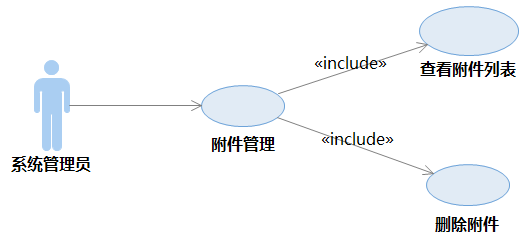 «include»
查看附件列表
系统管理员
附件管理
«include»
删除附件